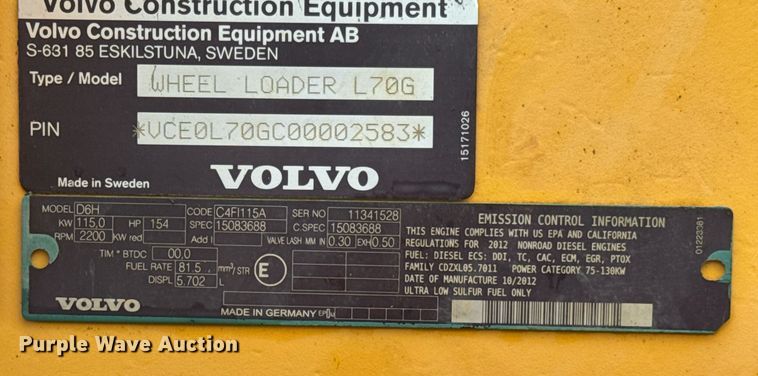 Volvo Construction Equipment
Volvo Construction Equipment AB
S-631 85 ESKILSTUNA, SWEDEN
Type / Model WHEEL LOADER L70G
PIN *VCE0L70GC00002583*
15171026
Made in Sweden VOLVO
MODEL D6H CODE C4FI115A SER NO 11341528
KW 115,0 HP 154 SPEC 15083688 C.SPEC 15083688
RPM 2200 KW red Add I VALVE LASH MM IN 0.30 EXH 0.50
TIM ° BTDC 00,0
FUEL RATE 81.5 mm³/STR E
DISPL 5.702 L
VOLVO MADE IN GERMANY
EMISSION CONTROL INFORMATION
THIS ENGINE COMPLIES WITH US EPA AND CALIFORNIA
REGULATIONS FOR 2012 NONROAD DIESEL ENGINES
FUEL: DIESEL ECS: DDI, TC, CAC, ECM, EGR, PTOX
FAMILY CDZXL05.7011 POWER CATEGORY 75-130KW
DATE OF MANUFACTURE 10/2012
ULTRA LOW SULFUR FUEL ONLY
01223381
Purple Wave Auction